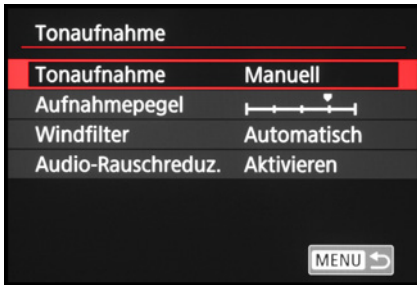 Tonaufnahme
Tonaufnahme Manuell
Aufnahmepegel
Windfilter Automatisch
Audio-Rauschreduz. Aktivieren
MENU